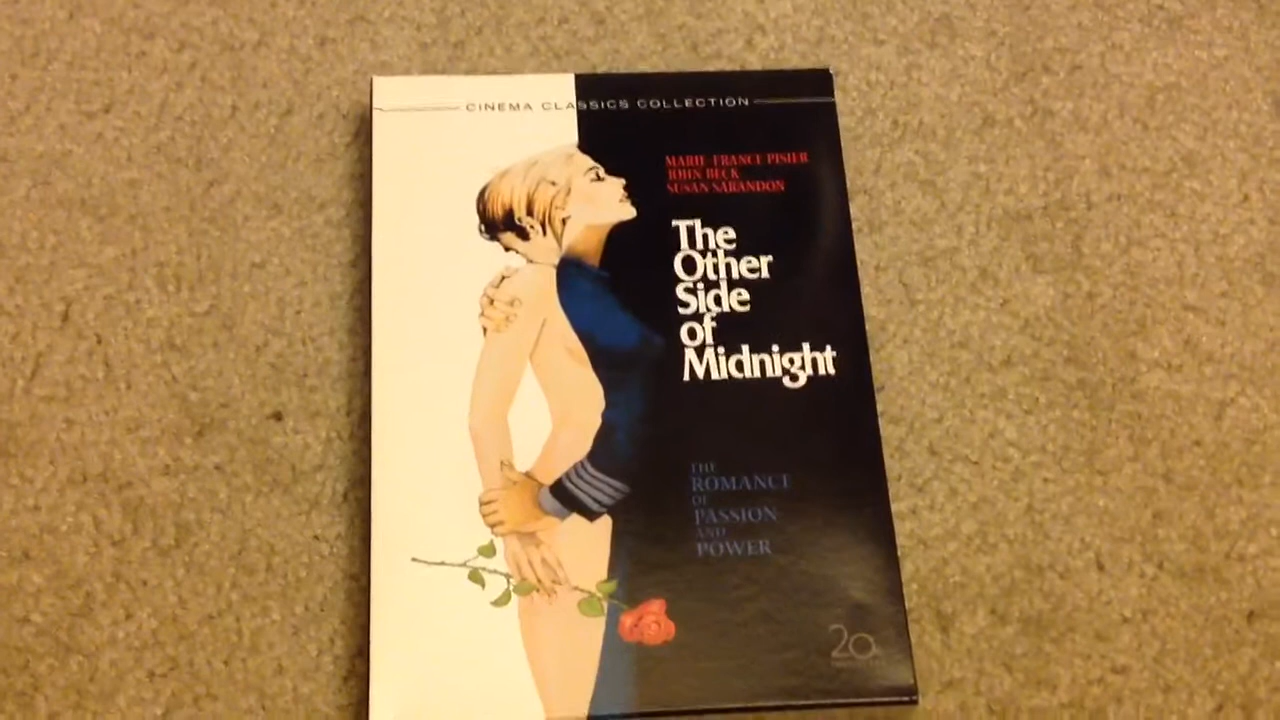 CINEMA CLASSICS COLLECTION
MARIE-FRANCE PISIER
JOHN BECK
SUSAN SARANDON
The
Other
Side
of
Midnight
THE
ROMANCE
OF
PASSION
AND
POWER
20